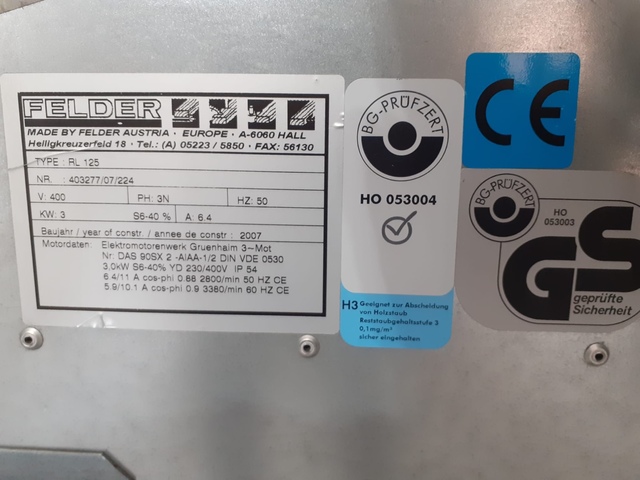 FELDER
MADE BY FELDER AUSTRIA · EUROPE · A-6060 HALL
Heiligkreuzerfeld 18 · Tel.: (A) 05223 / 5850 · FAX: 56130
TYPE : RL 125
NR. : 403277/07/224
V: 400 PH: 3N HZ: 50
KW: 3 S6-40 % A: 6.4
Baujahr / year of constr. / annee de constr : 2007
Motordaten: Elektromotorenwerk Gruenhaim 3~Mot
Nr: DAS 90SX 2 -AIAA-1/2 DIN VDE 0530
3,0kW S6-40% YD 230/400V IP 54
6.4/11 A cos-phi 0.88 2800/min 50 HZ CE
5.9/10.1 A cos-phi 0.9 3380/min 60 HZ CE
BG-PRÜFZERT
HO 053004
H3 Geeignet zur Abscheidung
von Holzstaub
Reststaubgehaltsstufe 3
0,1mg/m³
sicher eingehalten
CE
BG-PRÜFZERT
HO
053003
GS
geprüfte
Sicherheit